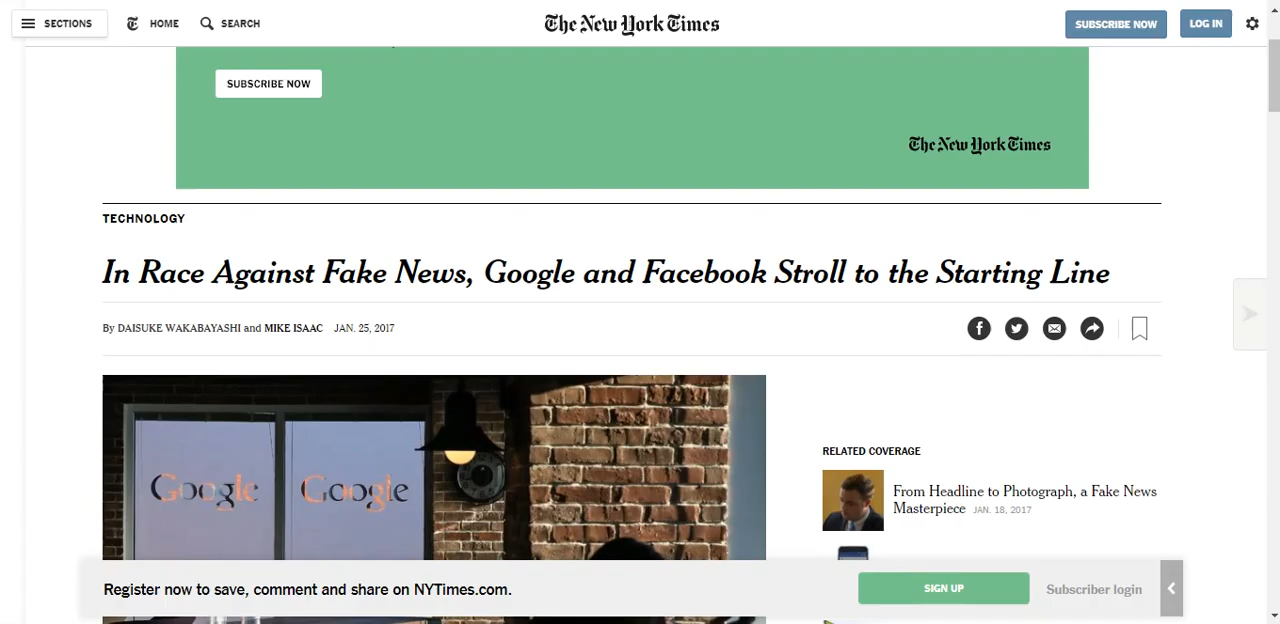 SECTIONS HOME SEARCH The New York Times SUBSCRIBE NOW LOG IN
SUBSCRIBE NOW
The New York Times
TECHNOLOGY
In Race Against Fake News, Google and Facebook Stroll to the Starting Line
By DAISUKE WAKABAYASHI and MIKE ISAAC JAN. 25, 2017
Google Google
RELATED COVERAGE
From Headline to Photograph, a Fake News
Masterpiece JAN. 18, 2017
Register now to save, comment and share on NYTimes.com. SIGN UP Subscriber login